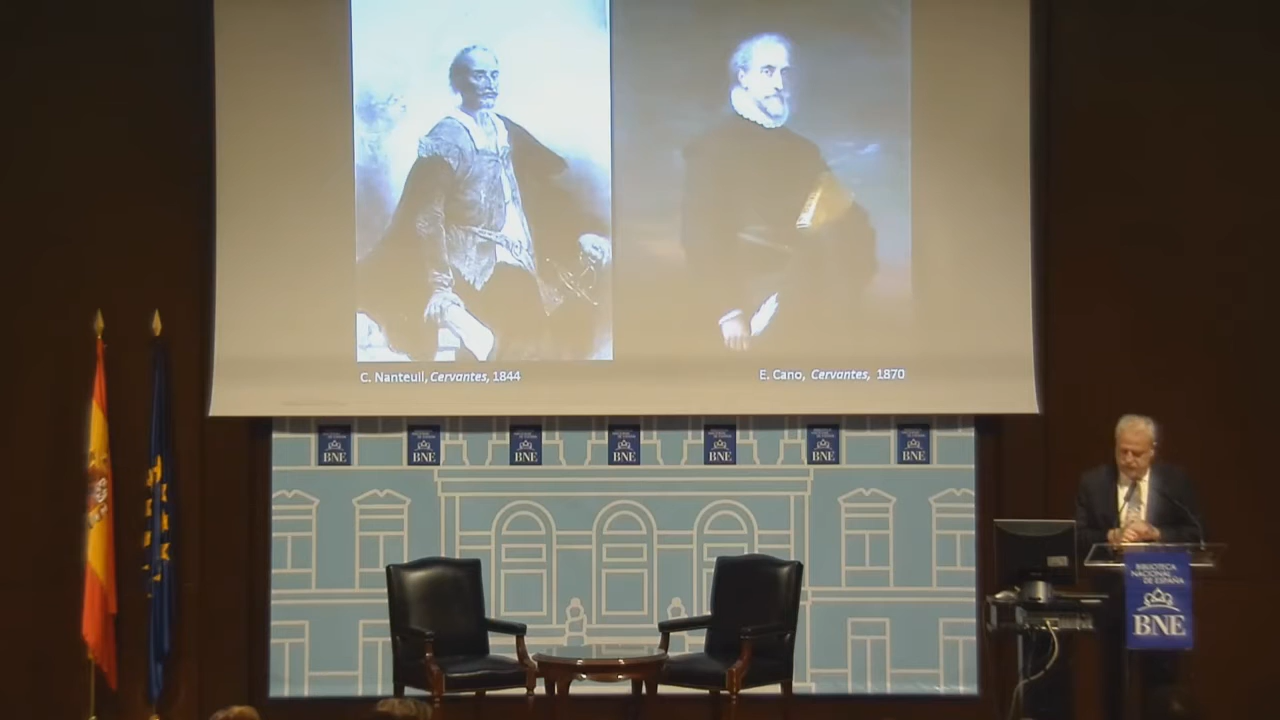 C. Nanteuil, Cervantes, 1844
E. Cano, Cervantes, 1870
BNE
BNE
BNE
BNE
BNE
BNE
BNE
BIBLIOTECA
NACIONAL
DE ESPAÑA
BNE